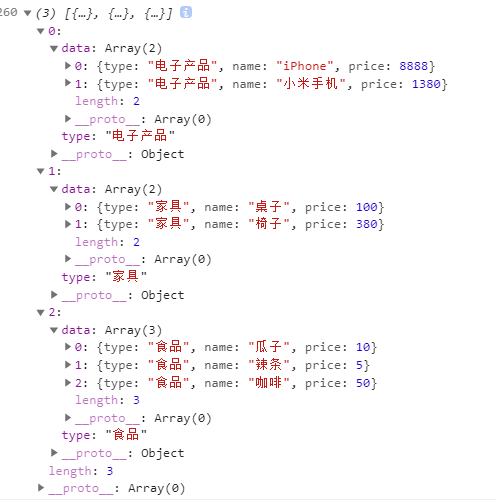 260 (3) [{…}, {…}, {…}] i
0:
data: Array(2)
0: {type: "电子产品", name: "iPhone", price: 8888}
1: {type: "电子产品", name: "小米手机", price: 1380}
length: 2
__proto__: Array(0)
type: "电子产品"
__proto__: Object
1:
data: Array(2)
0: {type: "家具", name: "桌子", price: 100}
1: {type: "家具", name: "椅子", price: 380}
length: 2
__proto__: Array(0)
type: "家具"
__proto__: Object
2:
data: Array(3)
0: {type: "食品", name: "瓜子", price: 10}
1: {type: "食品", name: "辣条", price: 5}
2: {type: "食品", name: "咖啡", price: 50}
length: 3
__proto__: Array(0)
type: "食品"
__proto__: Object
length: 3
__proto__: Array(0)